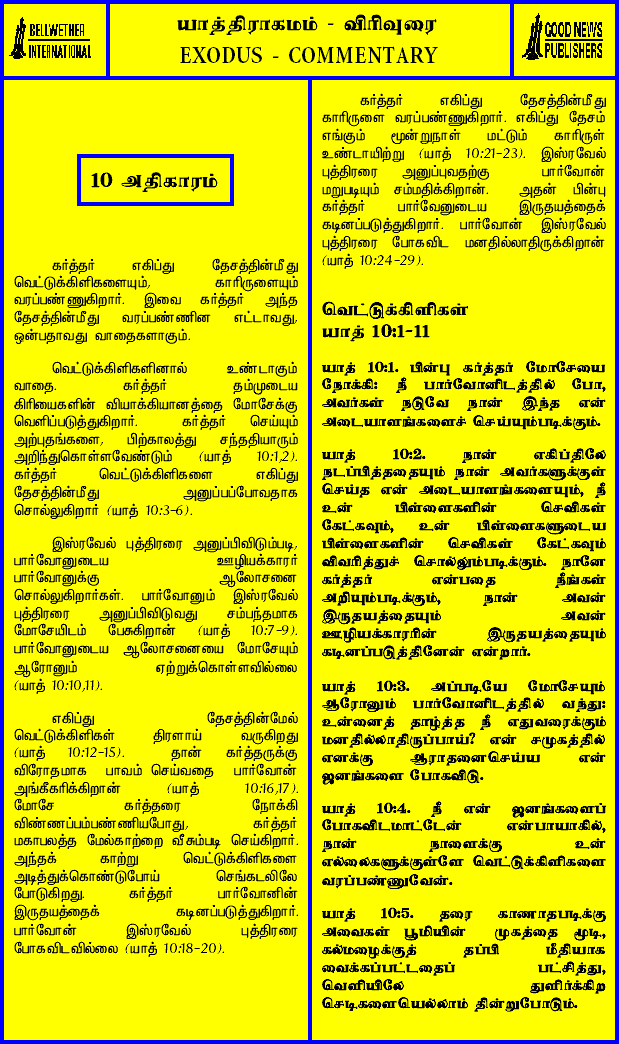 BELLWETHER
INTERNATIONAL
யாத்திராகமம் - விரிவுரை
EXODUS - COMMENTARY
GOOD NEWS
PUBLISHERS
10 அதிகாரம்
கர்த்தர் எகிப்து தேசத்தின்மீது
வெட்டுக்கிளிகளையும், காரிருளையும்
வரப்பண்ணுகிறார். இவை கர்த்தர் அந்த
தேசத்தின்மீது வரப்பண்ணின எட்டாவது,
ஒன்பதாவது வாதைகளாகும்.
வெட்டுக்கிளிகளினால் உண்டாகும்
வாதை. கர்த்தர் தம்முடைய
கிரியைகளின் வியாக்கியானத்தை மோசேக்கு
வெளிப்படுத்துகிறார். கர்த்தர் செய்யும்
அற்புதங்களை, பிற்காலத்து சந்ததியாரும்
அறிந்துகொள்ளவேண்டும் (யாத் 10:1,2).
கர்த்தர் வெட்டுக்கிளிகளை எகிப்து
தேசத்தின்மீது அனுப்பப்போவதாக
சொல்லுகிறார் (யாத் 10:3-6).
இஸ்ரவேல் புத்திரரை அனுப்பிவிடும்படி,
பார்வோனுடைய ஊழியக்காரர்
பார்வோனுக்கு ஆலோசனை
சொல்லுகிறார்கள். பார்வோனும் இஸ்ரவேல்
புத்திரரை அனுப்பிவிடுவது சம்பந்தமாக
மோசேயிடம் பேசுகிறான் (யாத் 10:7-9).
பார்வோனுடைய ஆலோசனையை மோசேயும்
ஆரோனும் ஏற்றுக்கொள்ளவில்லை
(யாத் 10:10,11).
எகிப்து தேசத்தின்மேல்
வெட்டுக்கிளிகள் திரளாய் வருகிறது
(யாத் 10:12-15). தான் கர்த்தருக்கு
விரோதமாக பாவம் செய்வதை பார்வோன்
அங்கீகரிக்கிறான் (யாத் 10:16,17).
மோசே கர்த்தரை நோக்கி
விண்ணப்பம்பண்ணியபோது, கர்த்தர்
மகாபலத்த மேல்காற்றை வீசும்படி செய்கிறார்.
அந்தக் காற்று வெட்டுக்கிளிகளை
அடித்துக்கொண்டுபோய் செங்கடலிலே
போடுகிறது. கர்த்தர் பார்வோனின்
இருதயத்தைக் கடினப்படுத்துகிறார்.
பார்வோன் இஸ்ரவேல் புத்திரரை
போகவிடவில்லை (யாத் 10:18-20).
கர்த்தர் எகிப்து தேசத்தின்மீது
காரிருளை வரப்பண்ணுகிறார். எகிப்து தேசம்
எங்கும் மூன்றுநாள் மட்டும் காரிருள்
உண்டாயிற்று (யாத் 10:21-23). இஸ்ரவேல்
புத்திரரை அனுப்புவதற்கு பார்வோன்
மறுபடியும் சம்மதிக்கிறான். அதன் பின்பு
கர்த்தர் பார்வேனுடைய இருதயத்தைக்
கடினப்படுத்துகிறார். பார்வோன் இஸ்ரவேல்
புத்திரரை போகவிட மனதில்லாதிருக்கிறான்
(யாத் 10:24-29).
வெட்டுக்கிளிகள்
யாத் 10:1-11
யாத் 10:1. பின்பு கர்த்தர் மோசேயை
நோக்கி: நீ பார்வோனிடத்தில் போ,
அவர்கள் நடுவே நான் இந்த என்
அடையாளங்களைச் செய்யும்படிக்கும்.
யாத் 10:2. நான் எகிப்திலே
நடப்பித்ததையும் நான் அவர்களுக்குள்
செய்த என் அடையாளங்களையும், நீ
உன் பிள்ளைகளின் செவிகள்
கேட்கவும், உன் பிள்ளைகளுடைய
பிள்ளைகளின் செவிகள் கேட்கவும்
விவரித்துச் சொல்லும்படிக்கும். நானே
கர்த்தர் என்பதை நீங்கள்
அறியும்படிக்கும், நான் அவன்
இருதயத்தையும் அவன்
ஊழியக்காரரின் இருதயத்தையும்
கடினப்படுத்தினேன் என்றார்.
யாத் 10:3. அப்படியே மோசேயும்
ஆரோனும் பார்வோனிடத்தில் வந்து:
உன்னைத் தாழ்த்த நீ எதுவரைக்கும்
மனதில்லாதிருப்பாய்? என் சமுகத்தில்
எனக்கு ஆராதனைசெய்ய என்
ஜனங்களை போகவிடு.
யாத் 10:4. நீ என் ஜனங்களைப்
போகவிடமாட்டேன் என்பாயாகில்,
நான் நாளைக்கு உன்
எல்லைகளுக்குள்ளே வெட்டுக்கிளிகளை
வரப்பண்ணுவேன்.
யாத் 10:5. தரை காணாதபடிக்கு
அவைகள் பூமியின் முகத்தை மூடி,
கல்மழைக்குத் தப்பி மீதியாக
வைக்கப்பட்டதைப் பட்சித்து,
வெளியிலே துளிர்க்கிற
செடிகளையெல்லாம் தின்றுபோடும்.